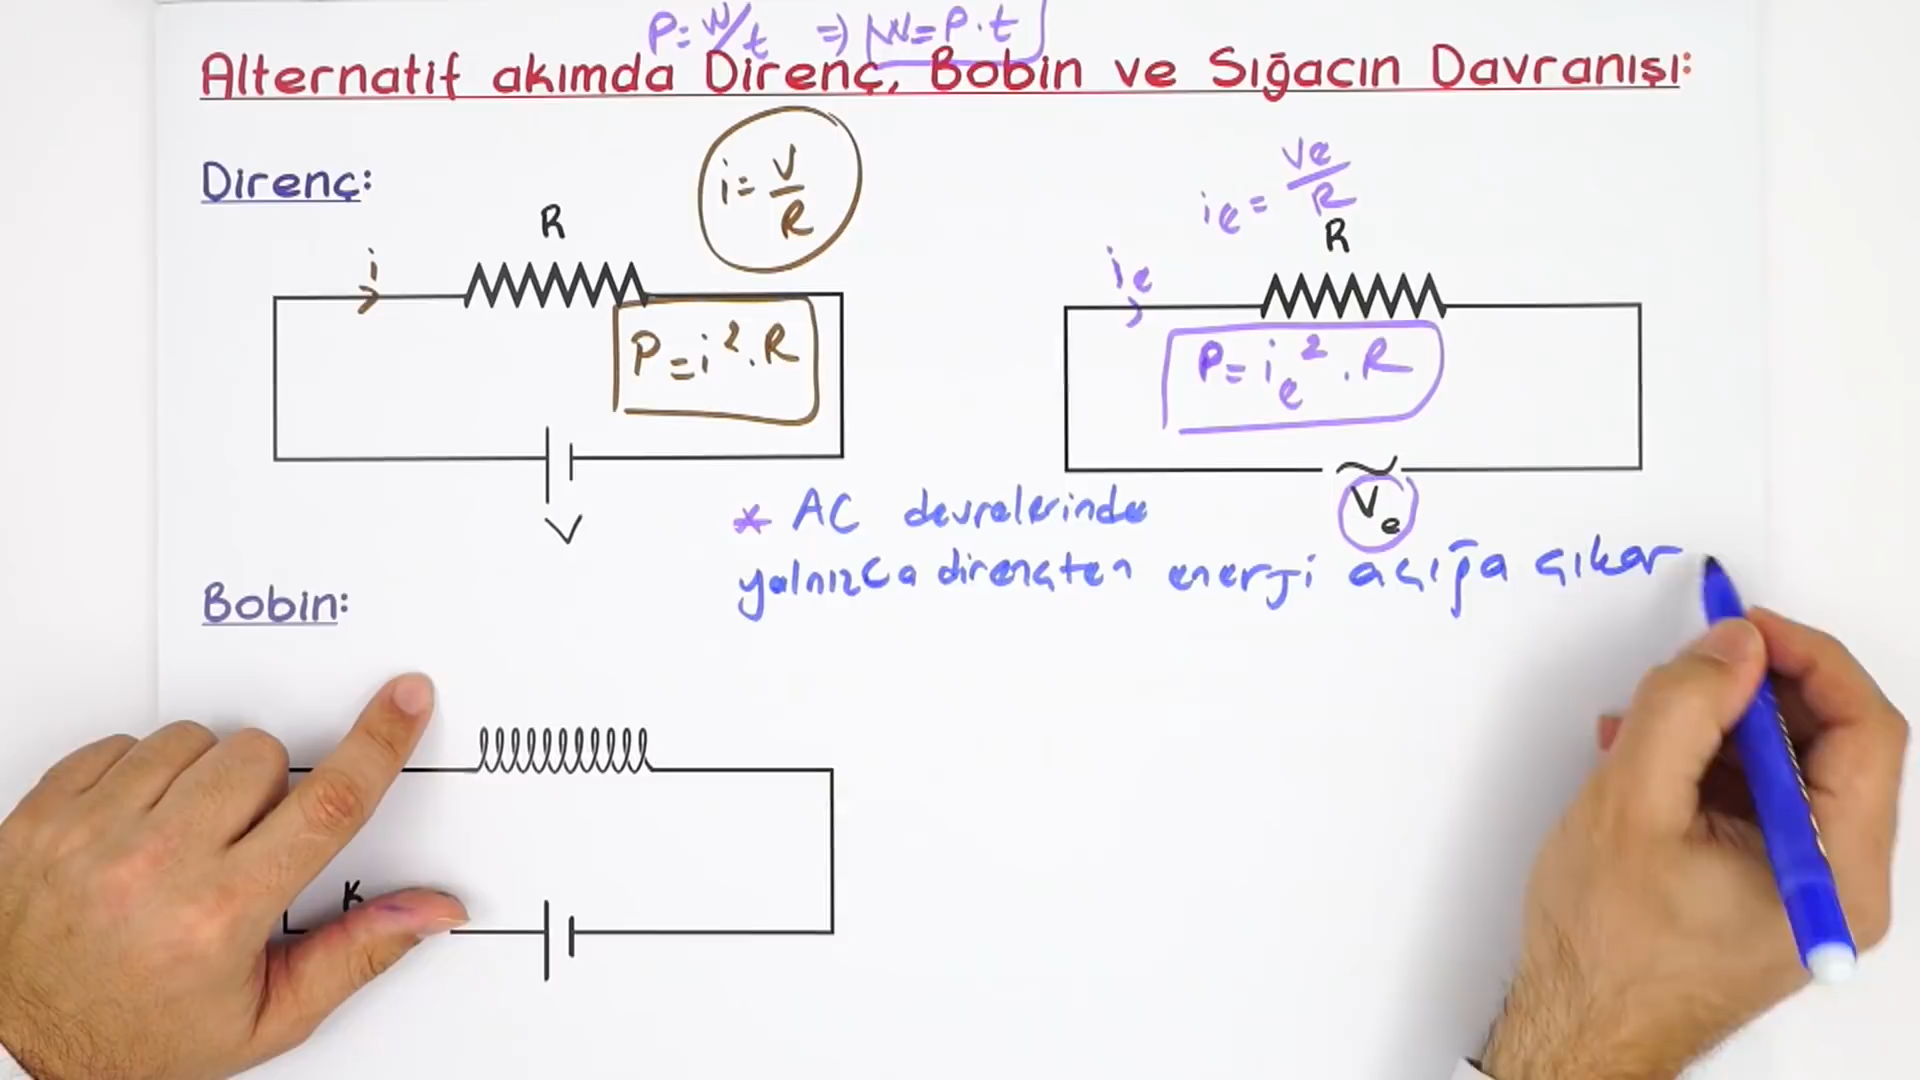 P=W/t ⇒ W=P.t
Alternatif akımda Direnç, Bobin ve Sığacın Davranışı:
Direnç:
R
i
i=V/R
P=i².R
V
ie=Ve/R
R
ie
P=ie².R
Ve
* AC devrelerinde
yalnızca dirençten enerji açığa çıkar
Bobin:
K